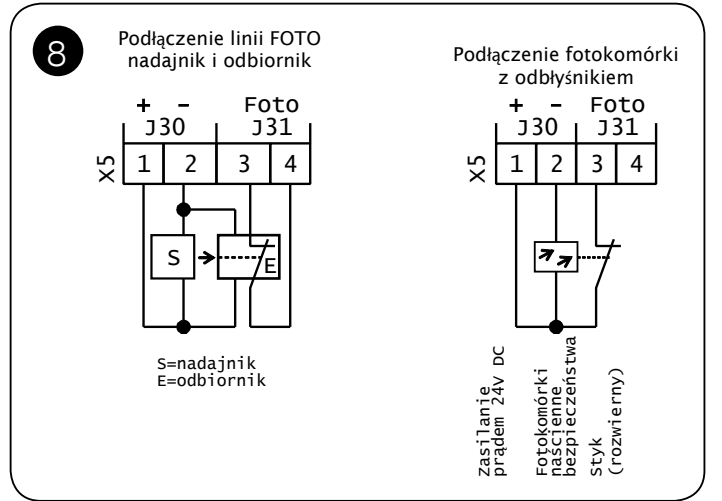 8
Podłączenie linii FOTO
nadajnik i odbiornik
+ − Foto
J30 J31
X5
1 2 3 4
S
E
S=nadajnik
E=odbiornik
Podłączenie fotokomórki
z odbłyśnikiem
+ − Foto
J30 J31
X5
1 2 3 4
Zasilanie
prądem 24V DC
Fotokomórki
naścienne
bezpieczeństwa
Styk
(rozwierny)